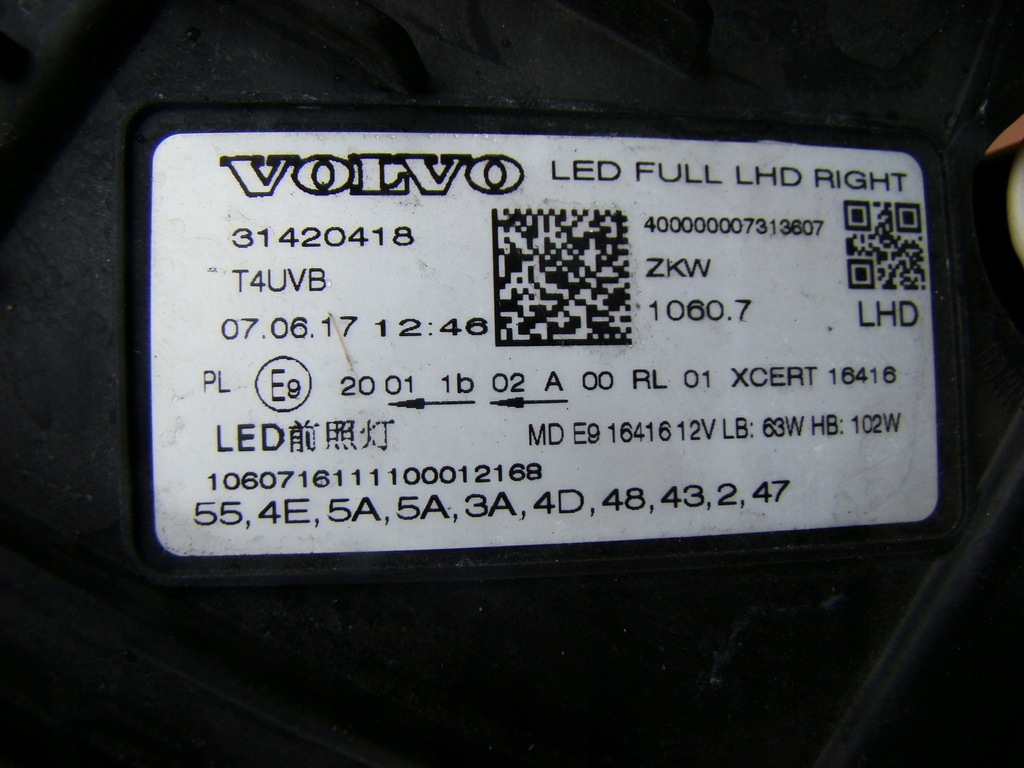 VOLVO LED FULL LHD RIGHT
31420418 400000007313607
T4UVB ZKW
07.06.17 12:46 1060.7 LHD
PL E9 20 01 1b 02 A 00 RL 01 XCERT 16416
LED前照灯 MD E9 16416 12V LB: 63W HB: 102W
1060716111100012168
55,4E,5A,5A,3A,4D,48,43,2,47